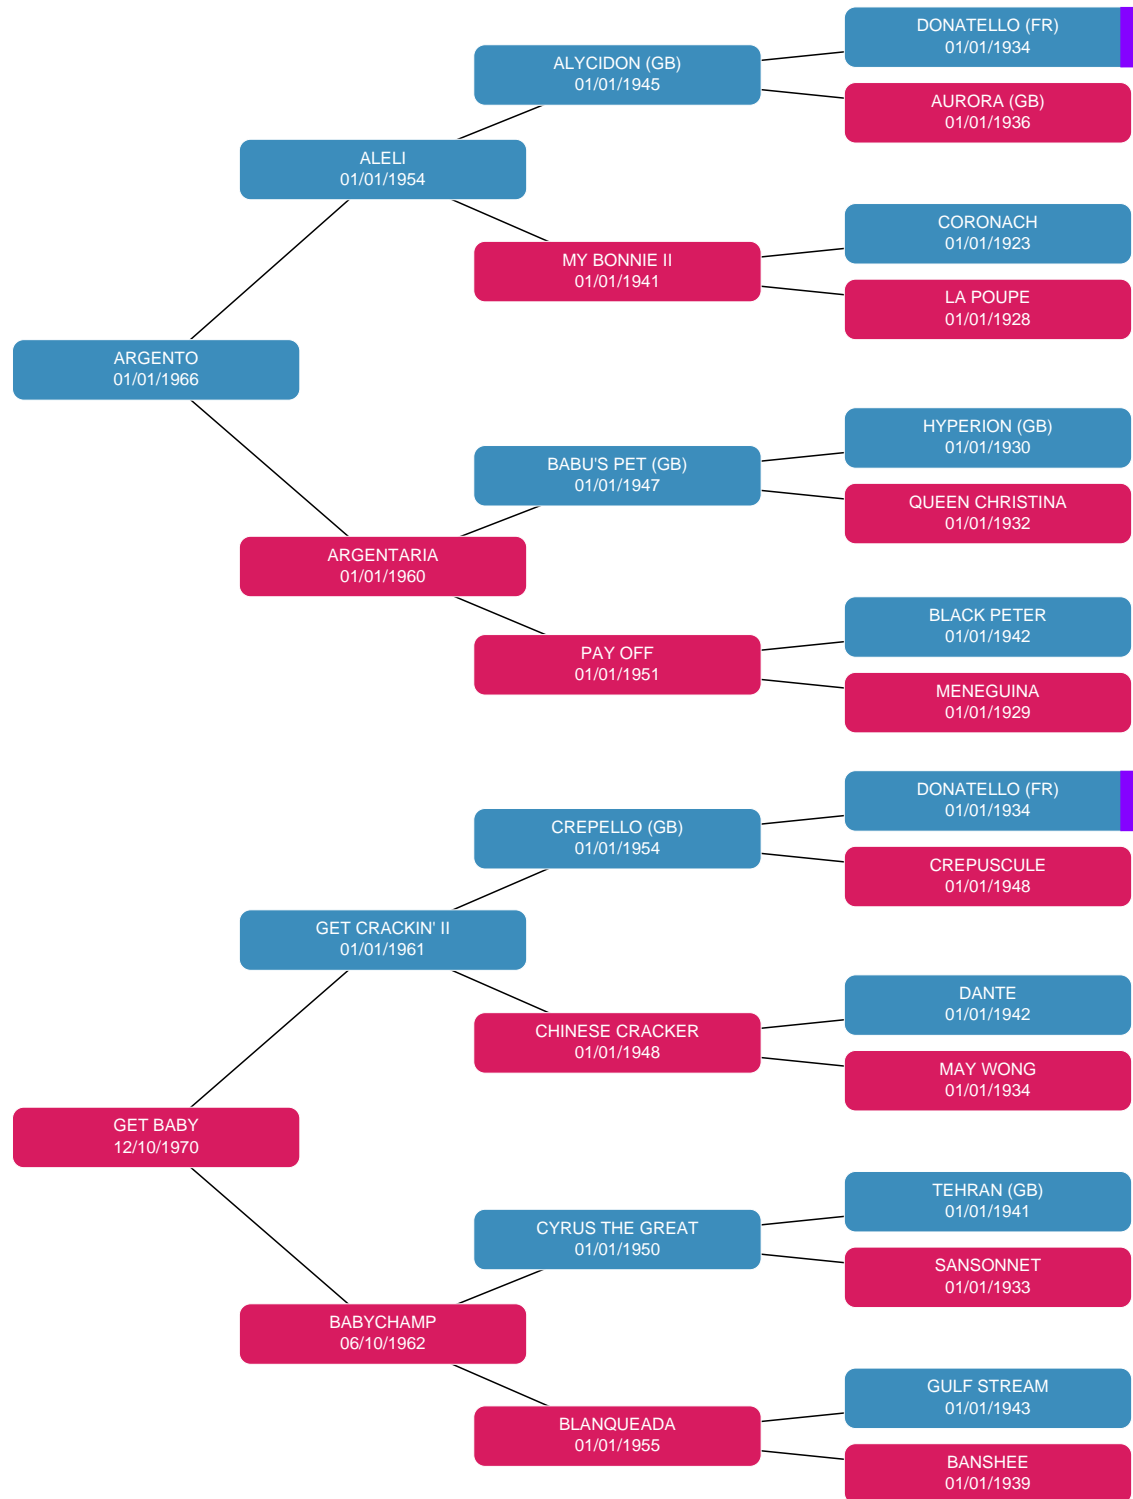 DONATELLO (FR)
01/01/1934
ALYCIDON (GB)
01/01/1945
AURORA (GB)
01/01/1936
ALELI
01/01/1954
CORONACH
01/01/1923
MY BONNIE II
01/01/1941
LA POUPE
01/01/1928
ARGENTO
01/01/1966
HYPERION (GB)
01/01/1930
BABU'S PET (GB)
01/01/1947
QUEEN CHRISTINA
01/01/1932
ARGENTARIA
01/01/1960
BLACK PETER
01/01/1942
PAY OFF
01/01/1951
MENEGUINA
01/01/1929
DONATELLO (FR)
01/01/1934
CREPELLO (GB)
01/01/1954
CREPUSCULE
01/01/1948
GET CRACKIN' II
01/01/1961
DANTE
01/01/1942
CHINESE CRACKER
01/01/1948
MAY WONG
01/01/1934
GET BABY
12/10/1970
TEHRAN (GB)
01/01/1941
CYRUS THE GREAT
01/01/1950
SANSONNET
01/01/1933
BABYCHAMP
06/10/1962
GULF STREAM
01/01/1943
BLANQUEADA
01/01/1955
BANSHEE
01/01/1939